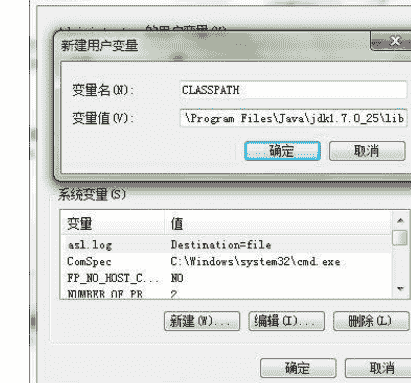 新建用户变量
变量名(N):
CLASSPATH
变量值(V):
\Program Files\Java\jdk1.7.0_25\lib
确定
取消
系统变量(S)
变量
值
asl.log
Destination=file
ComSpec
C:\Windows\system32\cmd.exe
FP_NO_HOST_C...
NO
NUMBER_OF_PR
2
新建(W)...
编辑(I)...
删除(L)
确定
取消